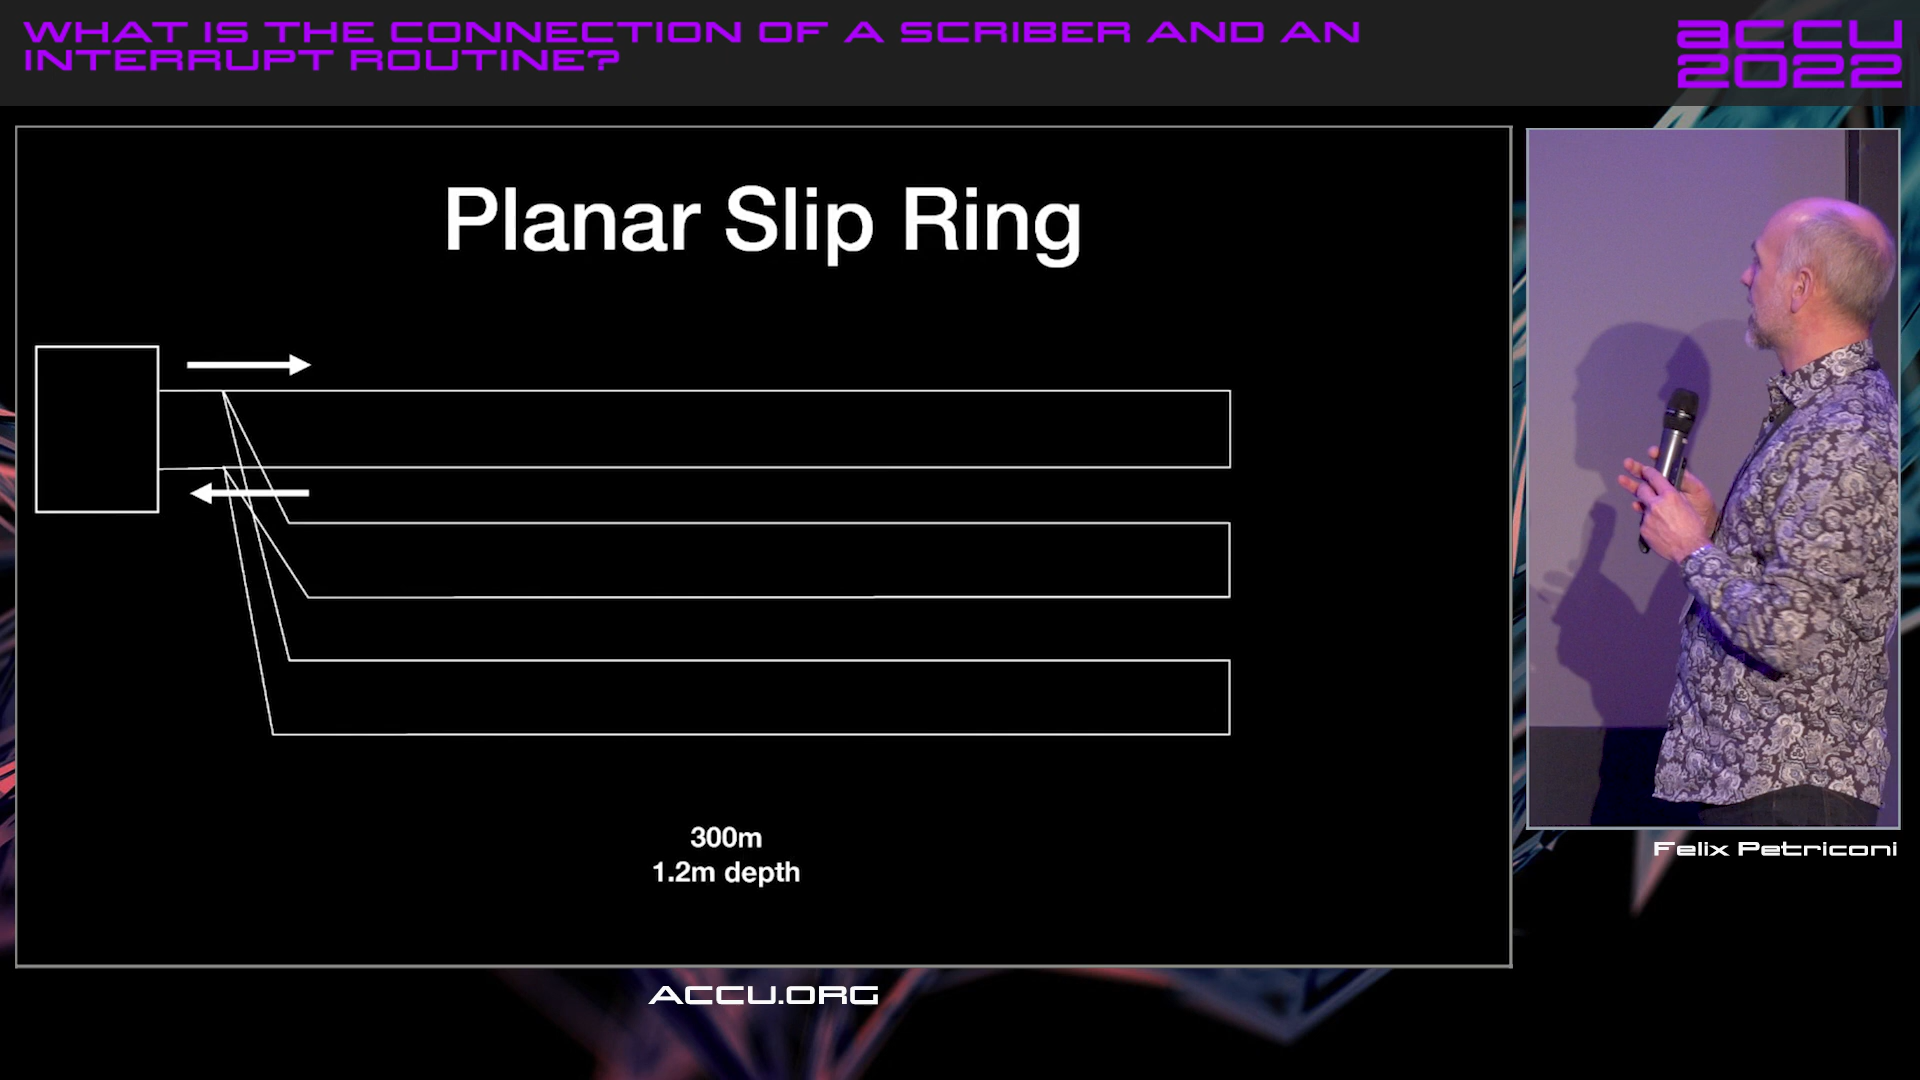 WHAT IS THE CONNECTION OF A SCRIBER AND AN
INTERRUPT ROUTINE?
ACCU
2022
Planar Slip Ring
300m
1.2m depth
Felix Petriconi
ACCU.ORG